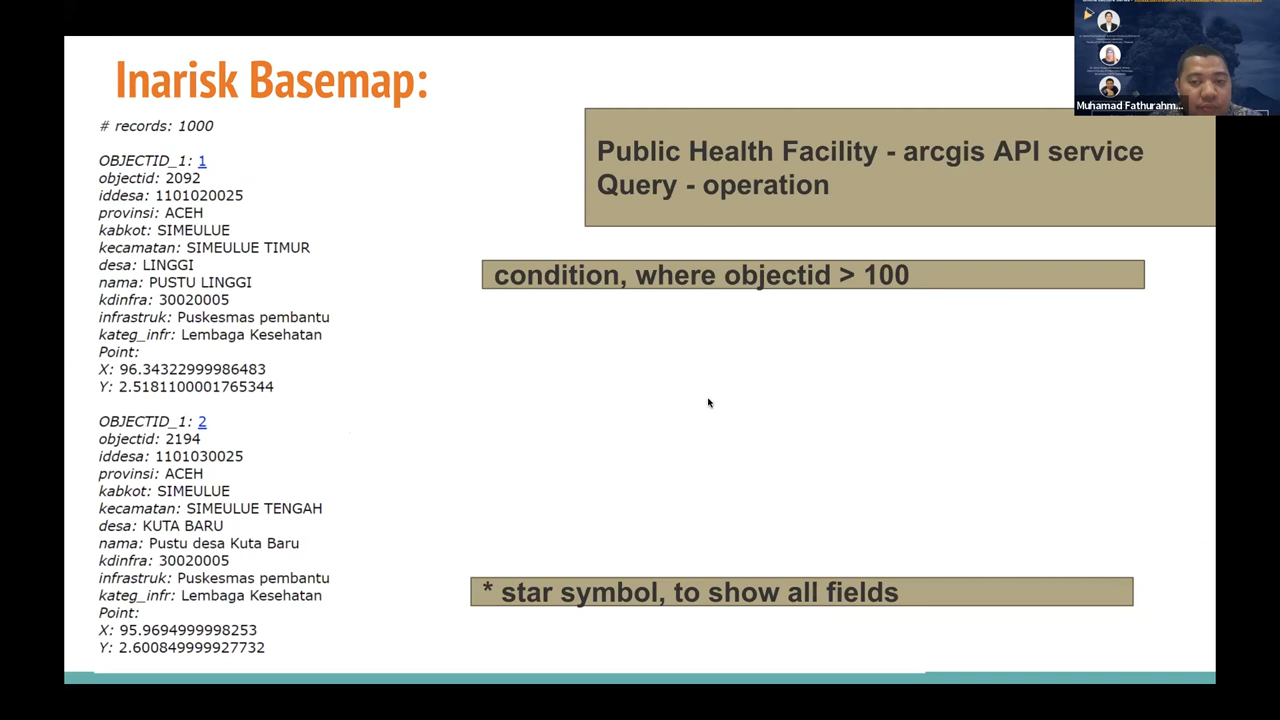 Inarisk Basemap:
# records: 1000
OBJECTID_1: 1
objectid: 2092
iddesa: 1101020025
provinsi: ACEH
kabkot: SIMEULUE
kecamatan: SIMEULUE TIMUR
desa: LINGGI
nama: PUSTU LINGGI
kdinfra: 30020005
infrastruk: Puskesmas pembantu
kateg_infr: Lembaga Kesehatan
Point:
X: 96.34322999986483
Y: 2.5181100001765344
OBJECTID_1: 2
objectid: 2194
iddesa: 1101030025
provinsi: ACEH
kabkot: SIMEULUE
kecamatan: SIMEULUE TENGAH
desa: KUTA BARU
nama: Pustu desa Kuta Baru
kdinfra: 30020005
infrastruk: Puskesmas pembantu
kateg_infr: Lembaga Kesehatan
Point:
X: 95.9694999998253
Y: 2.600849999927732
Public Health Facility - arcgis API service
Query - operation
condition, where objectid > 100
* star symbol, to show all fields
Muhamad Fathurahm...